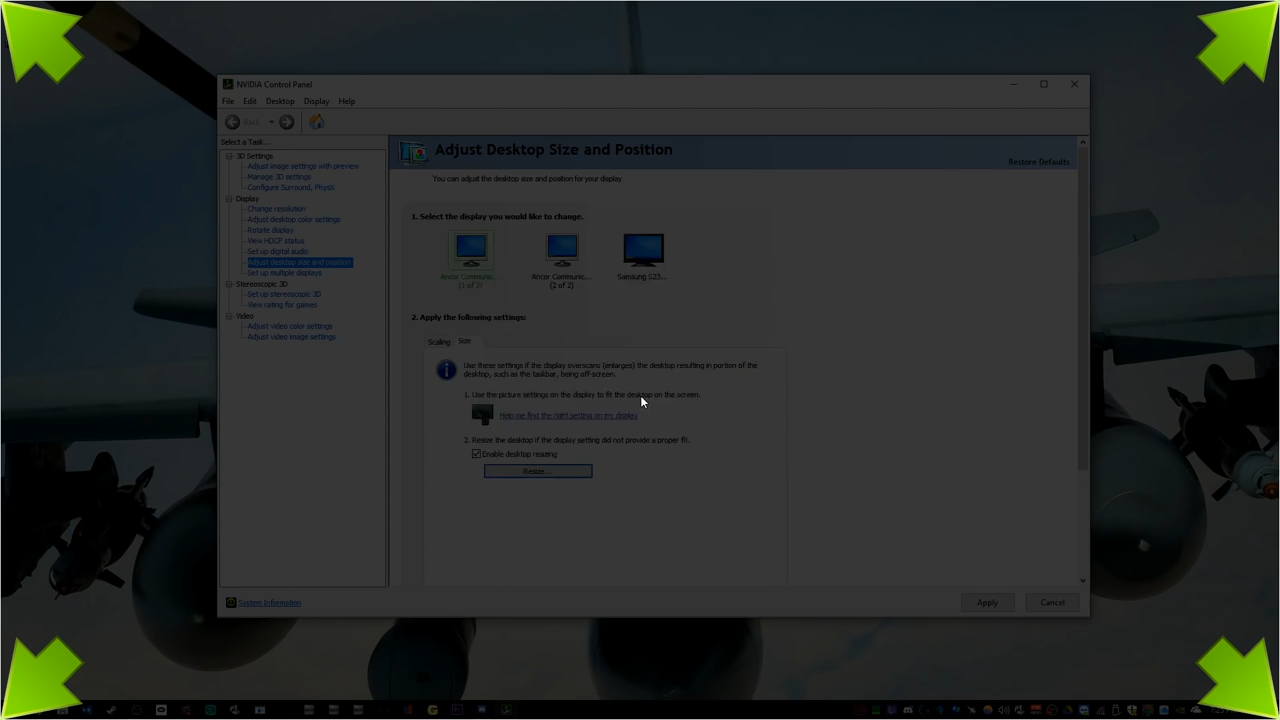 NVIDIA Control Panel
File Edit Desktop Display Help
Back
Select a Task...
3D Settings
Adjust image settings with preview
Manage 3D settings
Configure Surround, PhysX
Display
Change resolution
Adjust desktop color settings
Rotate display
View HDCP status
Set up digital audio
Adjust desktop size and position
Set up multiple displays
Stereoscopic 3D
Set up stereoscopic 3D
View rating for games
Video
Adjust video color settings
Adjust video image settings
System Information
Adjust Desktop Size and Position
Restore Defaults
You can adjust the desktop size and position for your display.
1. Select the display you would like to change.
Ancor Communic... Ancor Communic... Samsung S23...
(1 of 2) (2 of 2)
2. Apply the following settings:
Scaling Size
Use these settings if the display overscans (enlarges) the desktop resulting in portion of the
desktop, such as the taskbar, being off-screen.
1. Use the picture settings on the display to fit the desktop on the screen.
Help me find the right setting on my display
2. Resize the desktop if the display setting did not provide a proper fit.
Enable desktop resizing
Resize...
Apply Cancel